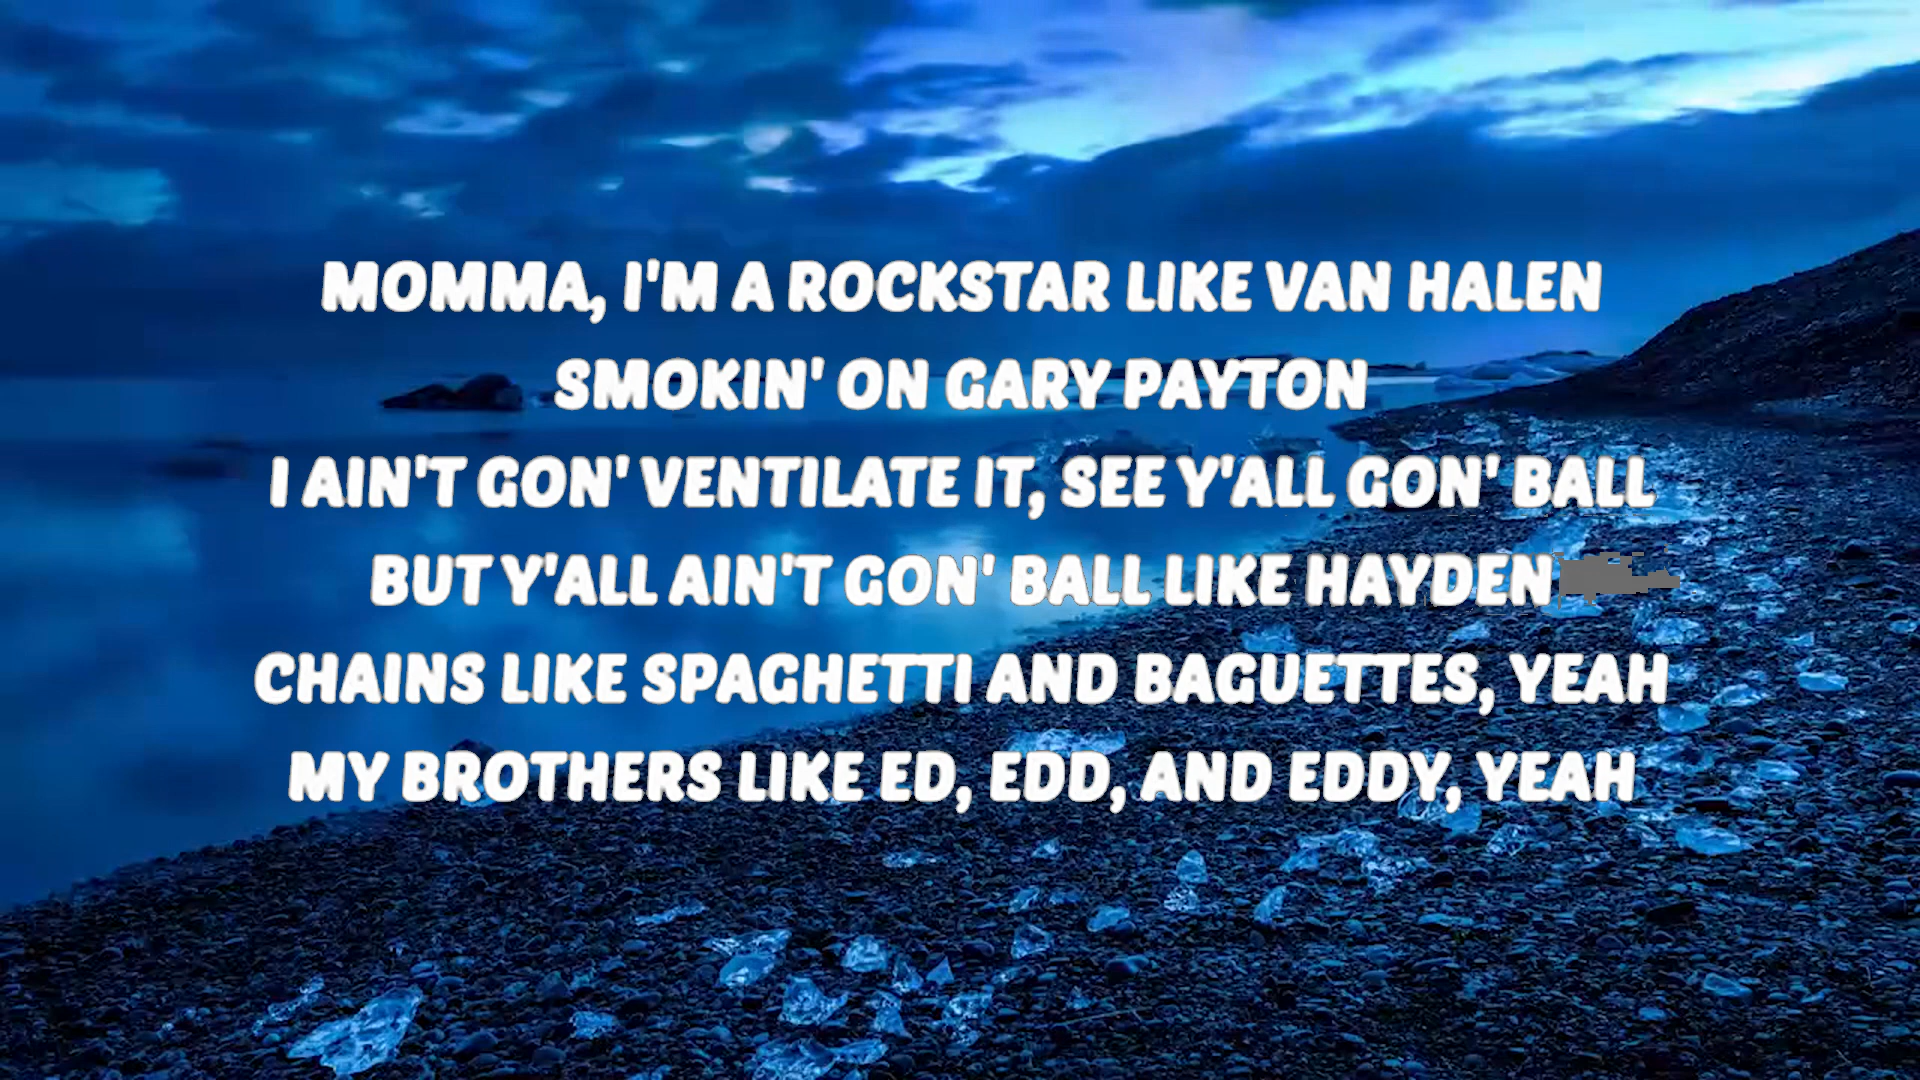 MOMMA, I'M A ROCKSTAR LIKE VAN HALEN
SMOKIN' ON GARY PAYTON
I AIN'T GON' VENTILATE IT, SEE Y'ALL GON' BALL
BUT Y'ALL AIN'T GON' BALL LIKE HAYDEN
CHAINS LIKE SPAGHETTI AND BAGUETTES, YEAH
MY BROTHERS LIKE ED, EDD, AND EDDY, YEAH